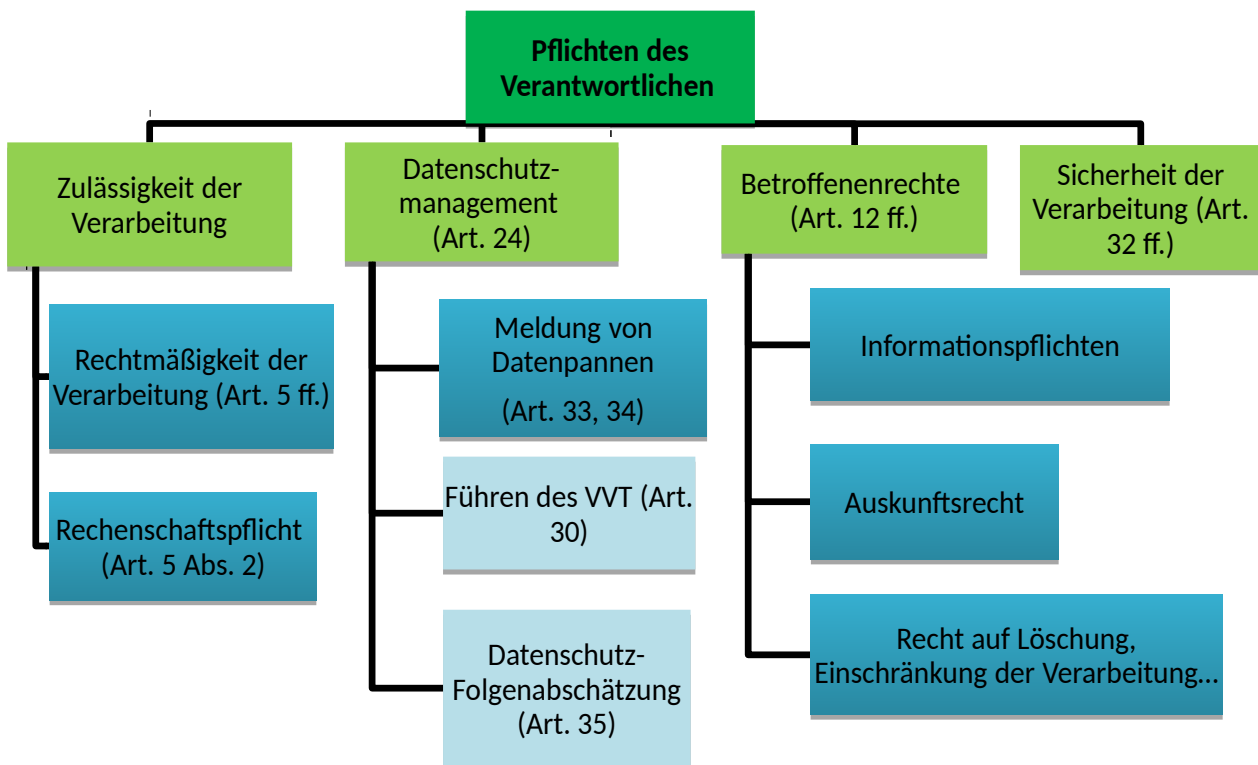 Pflichten des
Verantwortlichen
Zulässigkeit der
Verarbeitung
Datenschutz-
management
(Art. 24)
Betroffenenrechte
(Art. 12 ff.)
Sicherheit der
Verarbeitung (Art.
32 ff.)
Rechtmäßigkeit der
Verarbeitung (Art. 5 ff.)
Rechenschaftspflicht
(Art. 5 Abs. 2)
Meldung von
Datenpannen
(Art. 33, 34)
Führen des VVT (Art.
30)
Datenschutz-
Folgenabschätzung
(Art. 35)
Informationspflichten
Auskunftsrecht
Recht auf Löschung,
Einschränkung der Verarbeitung...